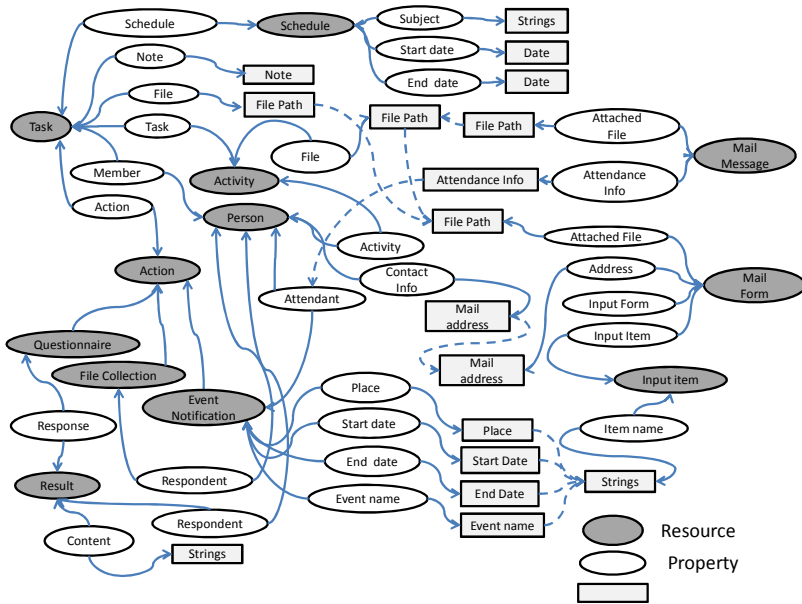 Schedule
Schedule
Subject
Strings
Start date
Date
End date
Date
Note
Note
File
File Path
Task
Task
File
File Path
File Path
Attached
File
Mail
Message
Member
Activity
Attendance Info
Attendance
Info
Action
Person
File Path
Activity
Attached File
Action
Contact
Info
Address
Mail
Form
Attendant
Input Form
Mail
address
Input Item
Questionnaire
File Collection
Mail
address
Input item
Event
Notification
Place
Response
Start date
Place
Item name
End date
Start Date
Result
Respondent
Strings
Event name
End Date
Respondent
Event name
Content
Strings
Resource
Property